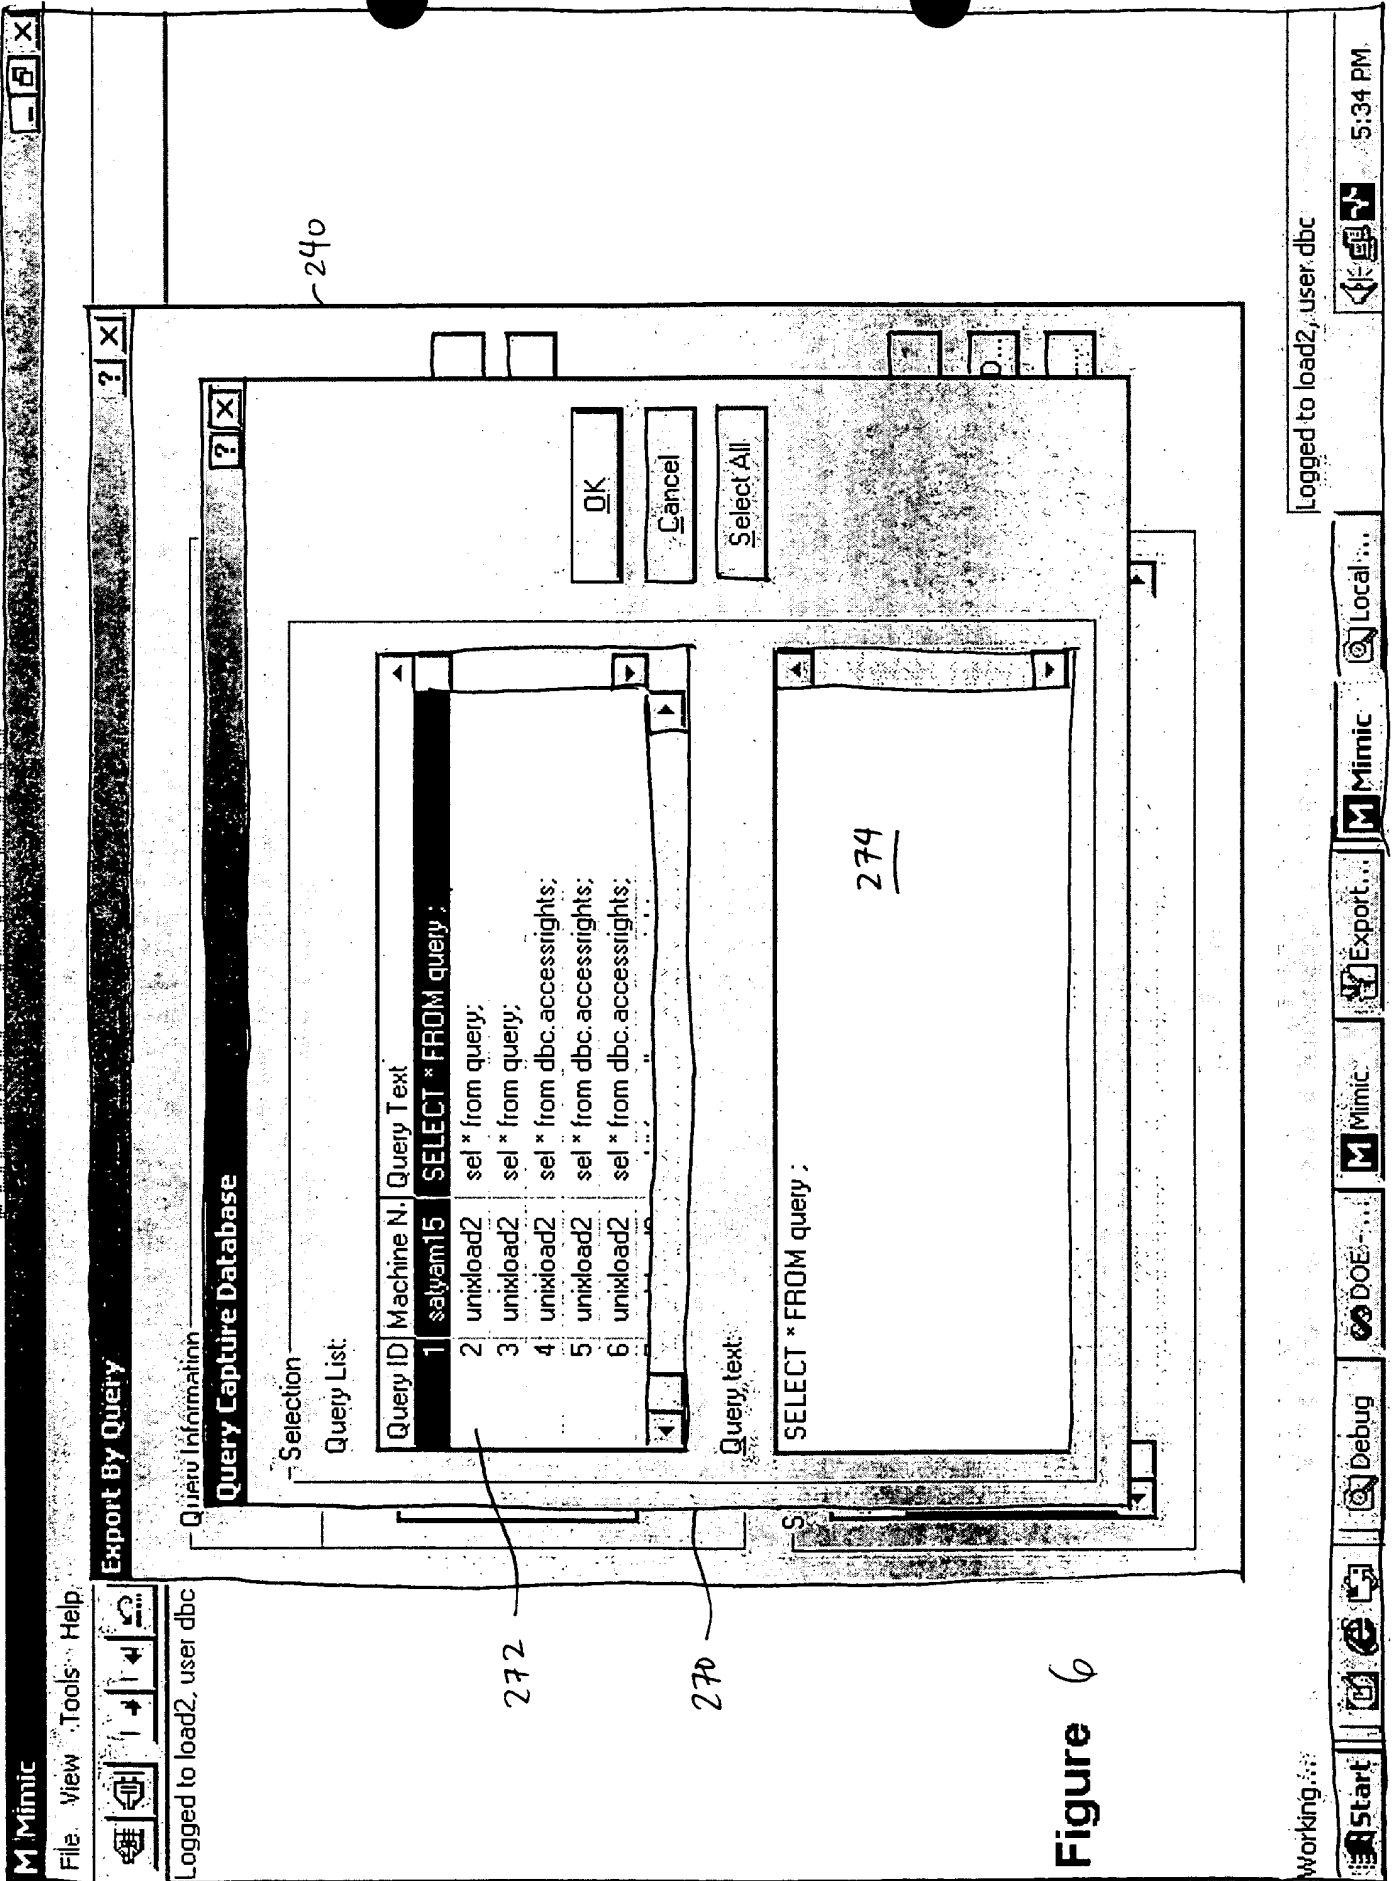 M Mimic
File View Tools Help
Export By Query
Logged to load2, user dbc
240
Query Information
Query Capture Database
Selection
Query List:
Query ID Machine N. Query Text
1 satyam15 SELECT * FROM query ;
2 unixload2 sel * from query;
3 unixload2 sel * from query;
4 unixload2 sel * from dbc.accessrights;
5 unixload2 sel * from dbc.accessrights;
6 unixload2 sel * from dbc.accessrights;
OK
Cancel
Select All
272
270
Query text:
SELECT * FROM query ;
274
S
Figure 6
Working...
Logged to load2, user dbc
Start Debug DOE - ... M Mimic Export... M Mimic Local ... 5:34 PM